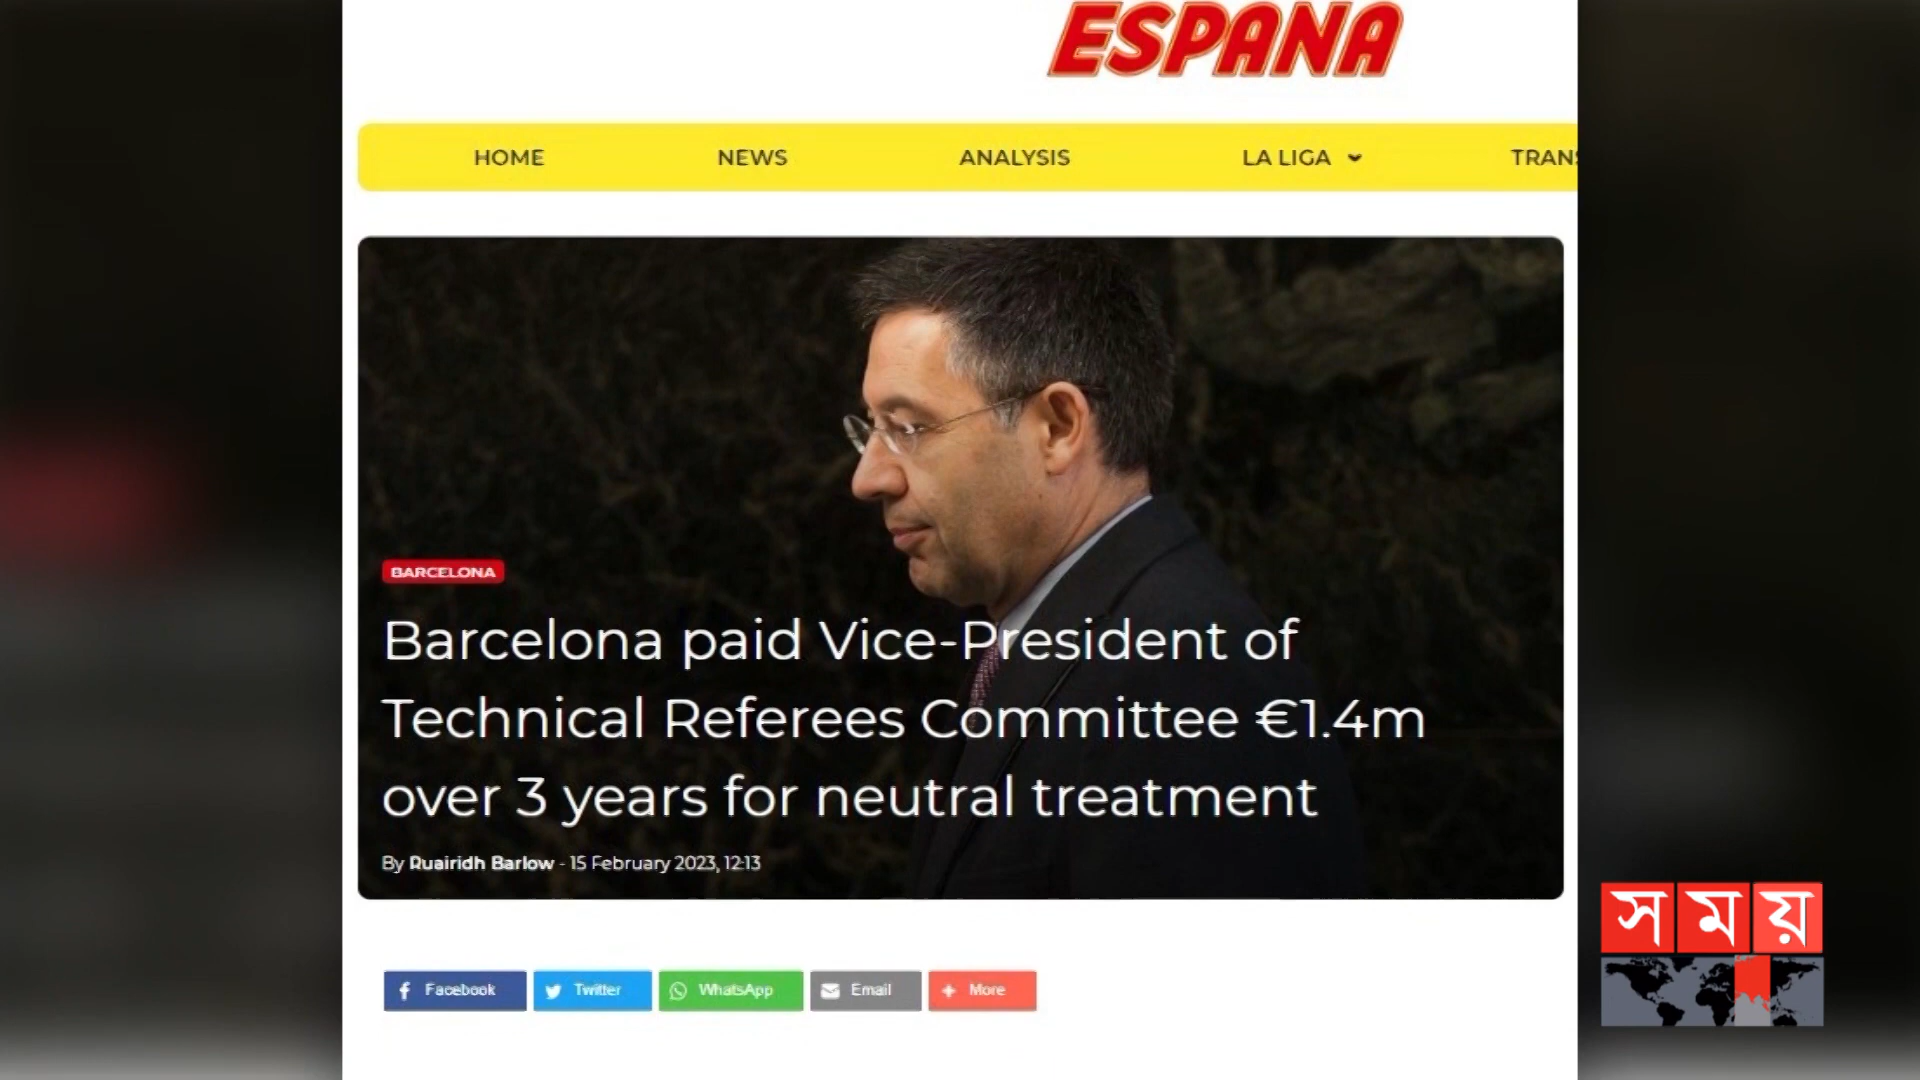 ESPANA
HOME NEWS ANALYSIS LA LIGA TRANS
BARCELONA
Barcelona paid Vice-President of
Technical Referees Committee €1.4m
over 3 years for neutral treatment
By Ruairidh Barlow - 15 February 2023, 12:13
Facebook Twitter WhatsApp Email More
সময়